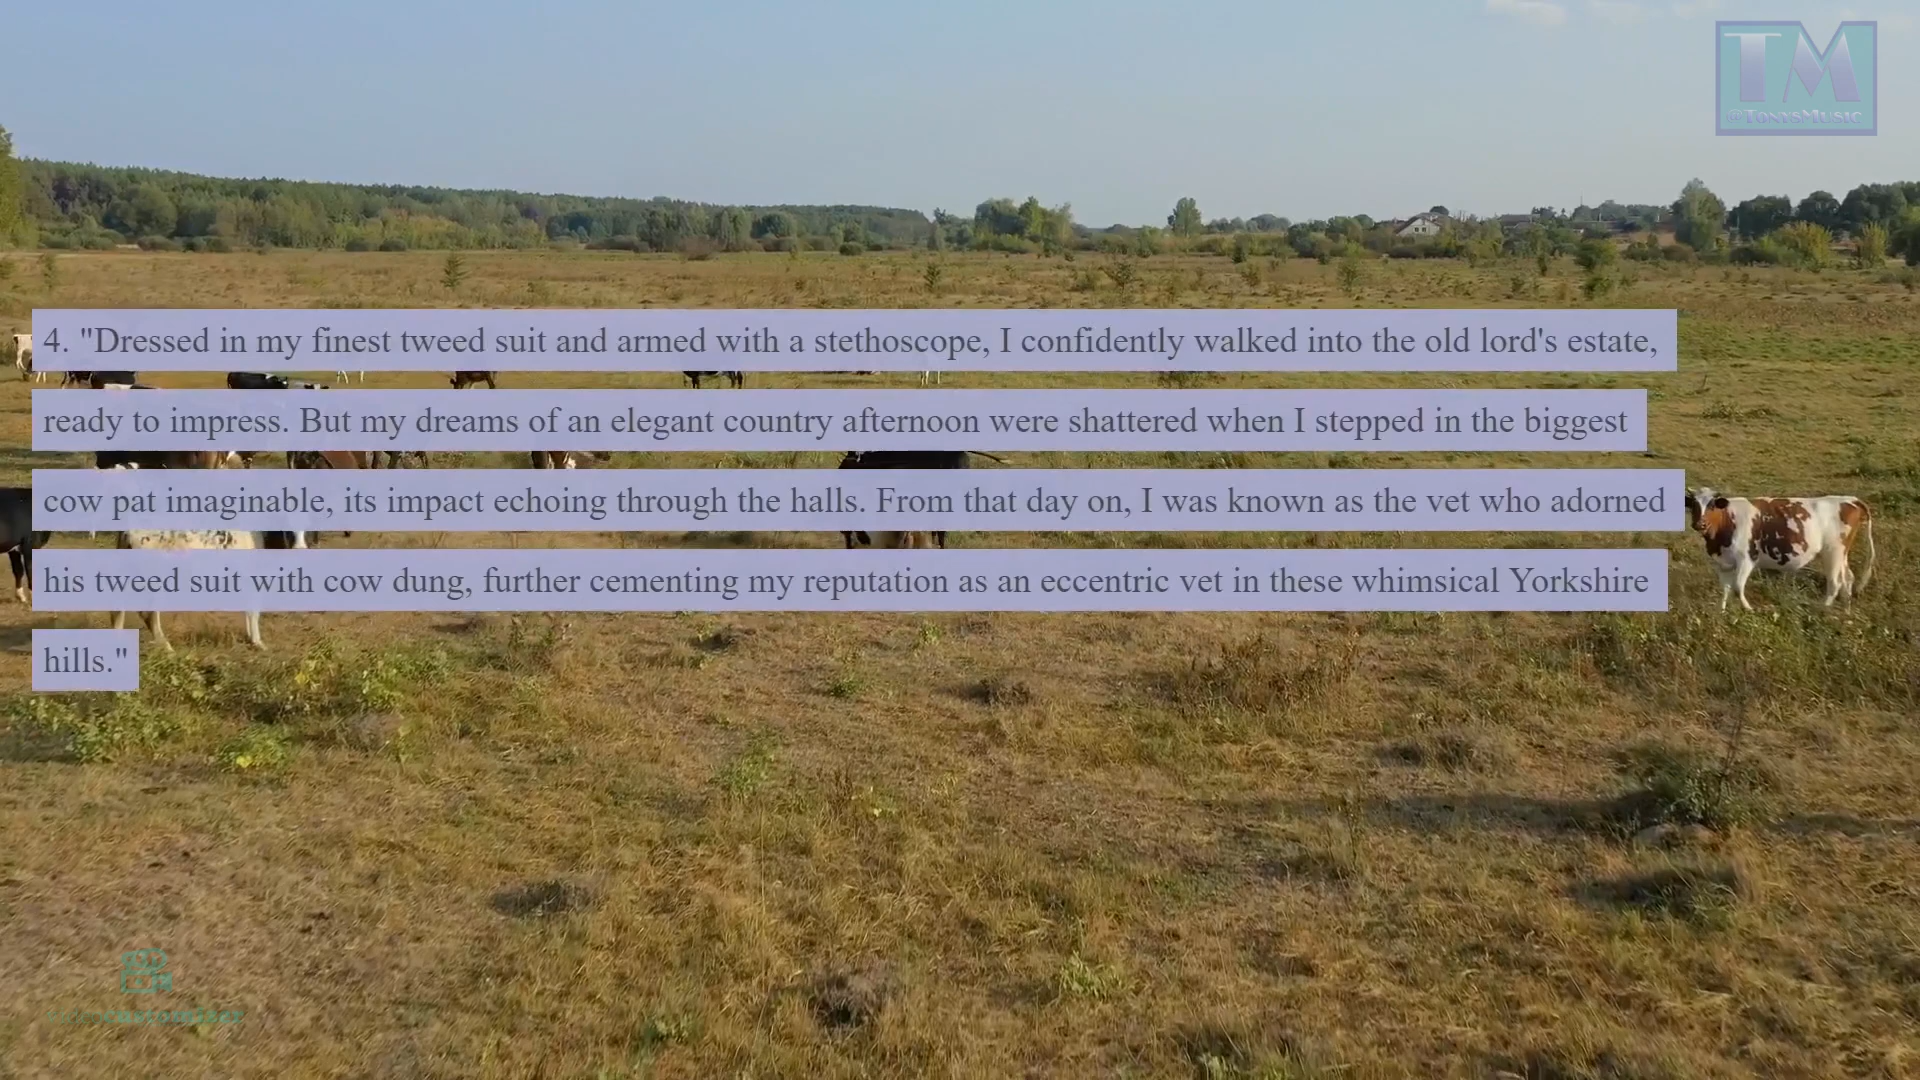 TM
@TonysMusic
4. "Dressed in my finest tweed suit and armed with a stethoscope, I confidently walked into the old lord's estate,
ready to impress. But my dreams of an elegant country afternoon were shattered when I stepped in the biggest
cow pat imaginable, its impact echoing through the halls. From that day on, I was known as the vet who adorned
his tweed suit with cow dung, further cementing my reputation as an eccentric vet in these whimsical Yorkshire
hills."
videocustomiser